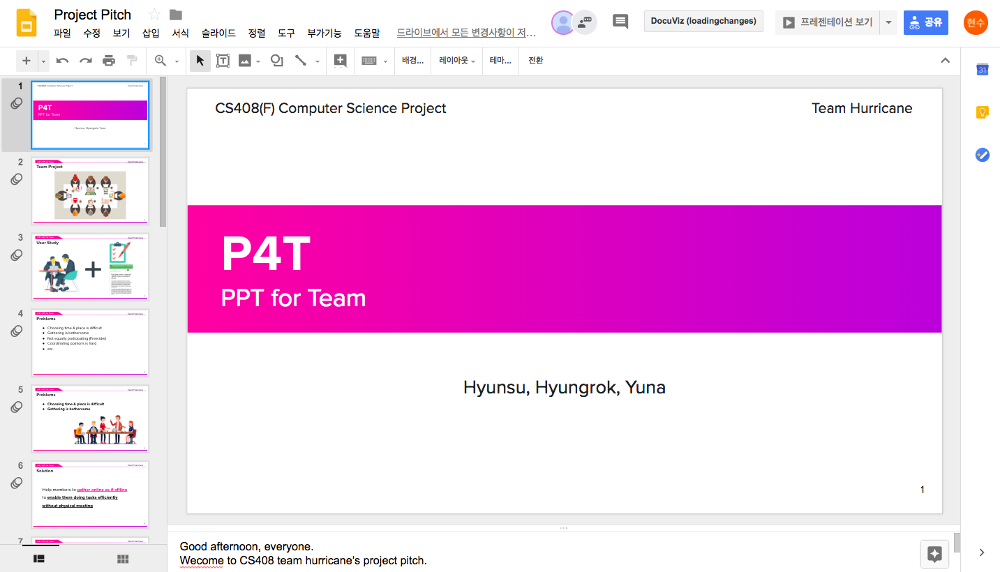 Project Pitch
파일 수정 보기 삽입 서식 슬라이드 정렬 도구 부가기능 도움말 드라이브에서 모든 변경사항이 저...
DocuViz (loadingchanges)
프레젠테이션 보기
공유
현수
배경...
레이아웃
테마...
전환
31
1
CS408(F) Computer Science Project
Team Hurricane
P4T
PPT for Team
Hyunsu, Hyungrok, Yuna
2
Team Project
3
User Study
4
Problems
Choosing time & place is difficult
Gathering is bothersome
Not equally participating (Freerider)
Coordinating opinions is hard
etc.
5
Problems
Choosing time & place is difficult
Gathering is bothersome
6
Solution
Help members to gather online as if offline
to enable them doing tasks efficiently
without physical meeting
7
CS408(F) Computer Science Project
Team Hurricane
P4T
PPT for Team
Hyunsu, Hyungrok, Yuna
1
Good afternoon, everyone.
Wecome to CS408 team hurricane's project pitch.